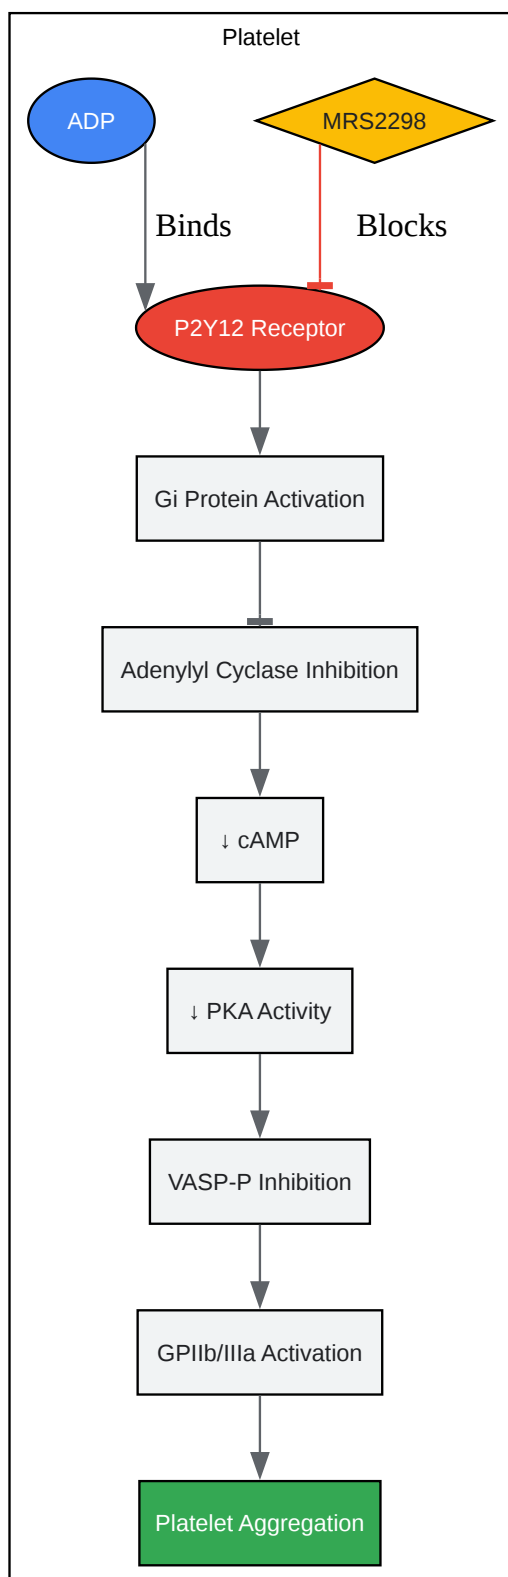 Platelet
ADP
MRS2298
Binds
Blocks
P2Y12 Receptor
Gi Protein Activation
Adenylyl Cyclase Inhibition
↓ cAMP
↓ PKA Activity
VASP-P Inhibition
GPIIb/IIIa Activation
Platelet Aggregation